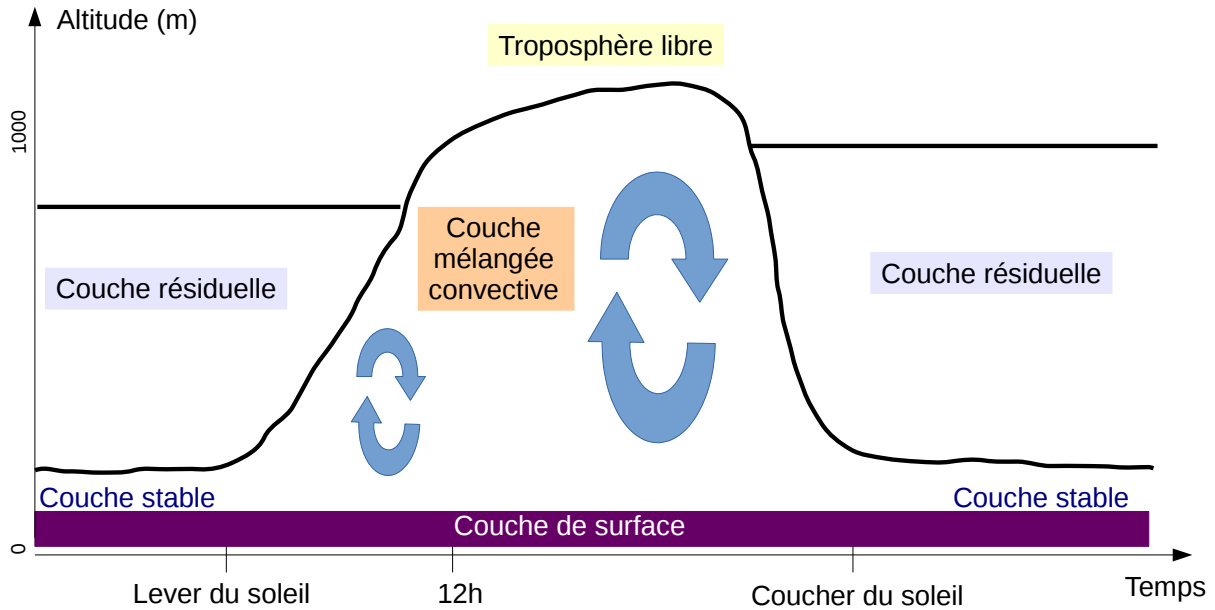 Altitude (m)
Troposphère libre
1000
Couche
mélangée
convective
Couche résiduelle
Couche résiduelle
Couche stable
Couche stable
Couche de surface
0
Lever du soleil
12h
Coucher du soleil
Temps